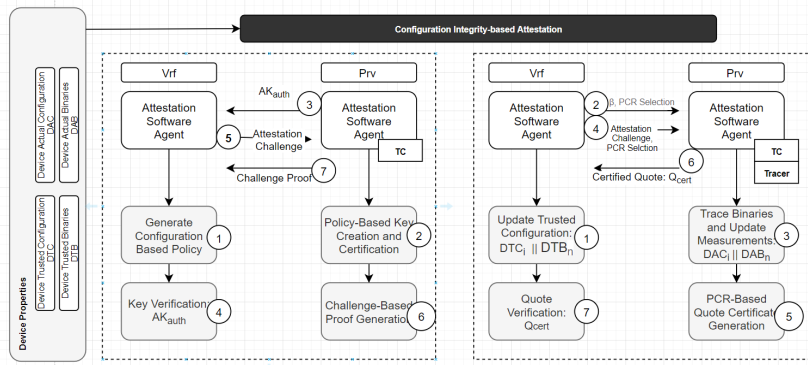 Configuration Integrity-based Attestation
Device Properties
Device Actual Configuration
DAC
Device Actual Binaries
DAB
Device Trusted Configuration
DTC
Device Trusted Binaries
DTB
Vrf
Prv
Attestation
Software
Agent
AKauth
3
5
Attestation
Challenge
7
Challenge Proof
Attestation
Software
Agent
TC
Generate
Configuration
Based Policy
1
Policy-Based Key
Creation and
Certification
2
Key Verification:
AKauth
4
Challenge-Based
Proof Generation
6
Vrf
Prv
Attestation
Software
Agent
2
β, PCR Selection
4
Attestation
Challenge,
PCR Selction
6
Certified Quote: Qcert
Attestation
Software
Agent
TC
Tracer
Update Trusted
Configuration:
DTCi || DTBn
1
Trace Binaries
and Update
Measurements:
DACi || DABn
3
Quote
Verification:
Qcert
7
PCR-Based
Quote Certificate
Generation
5